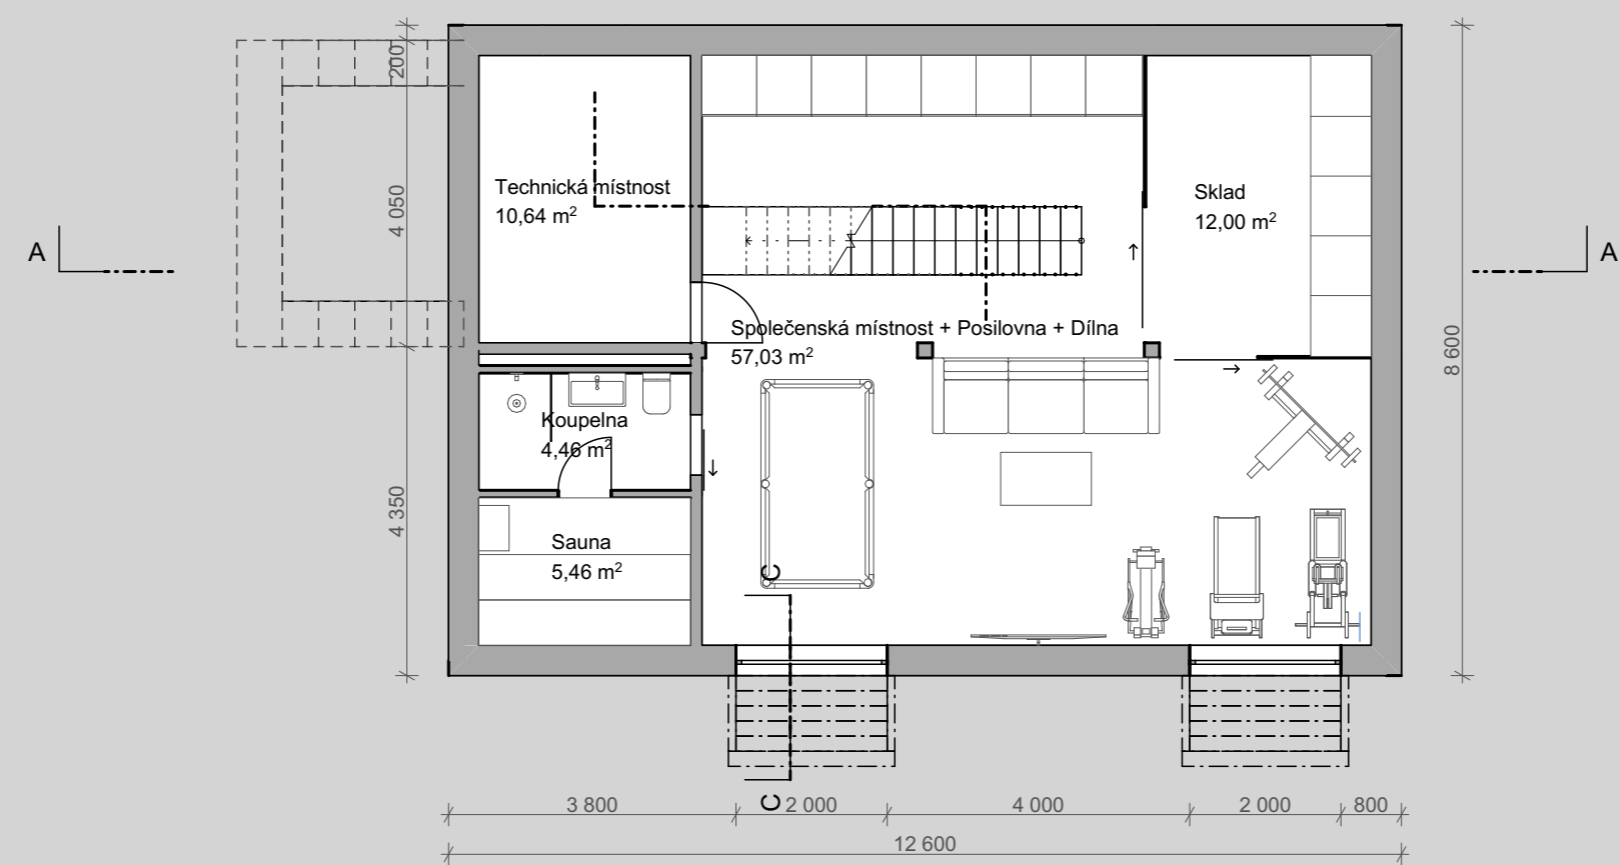 200
Technická místnost
10,64 m²
Sklad
12,00 m²
4 050
A
A
Společenská místnost + Posilovna + Dílna
57,03 m²
8 600
Koupelna
4,46 m²
4 350
Sauna
5,46 m²
C
C
3 800
2 000
4 000
2 000
800
12 600